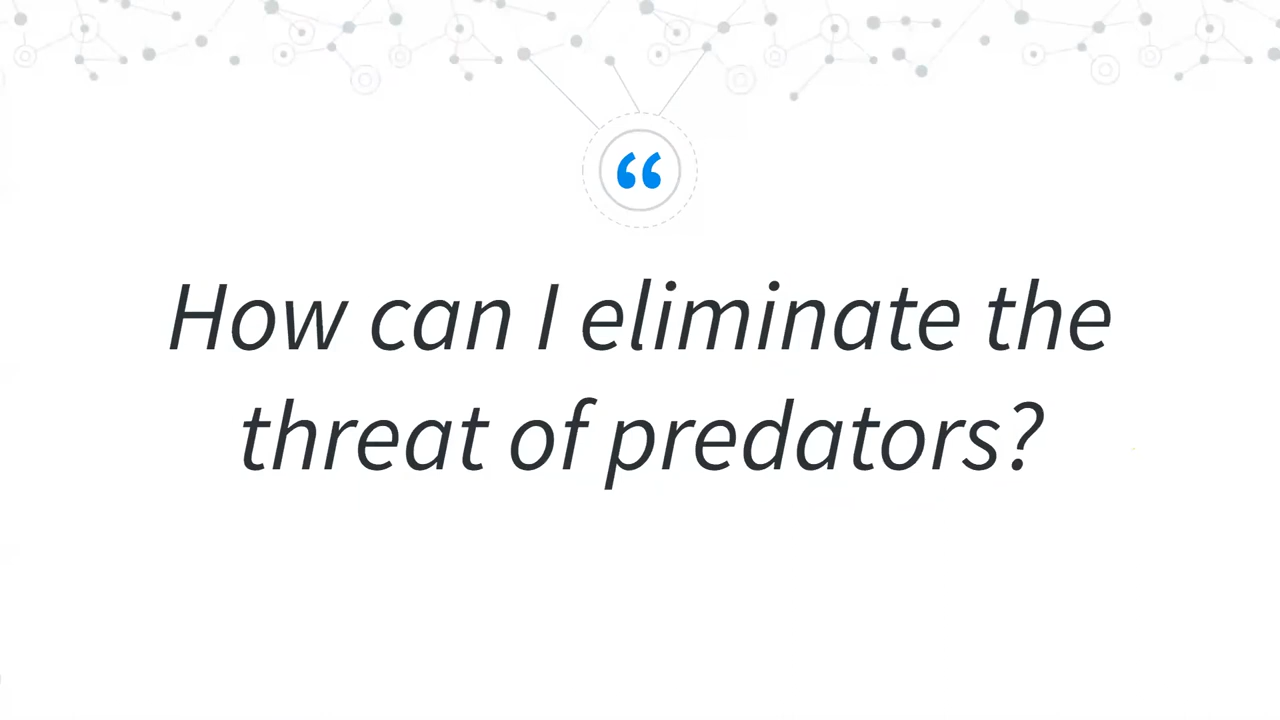 “
How can I eliminate the
threat of predators?